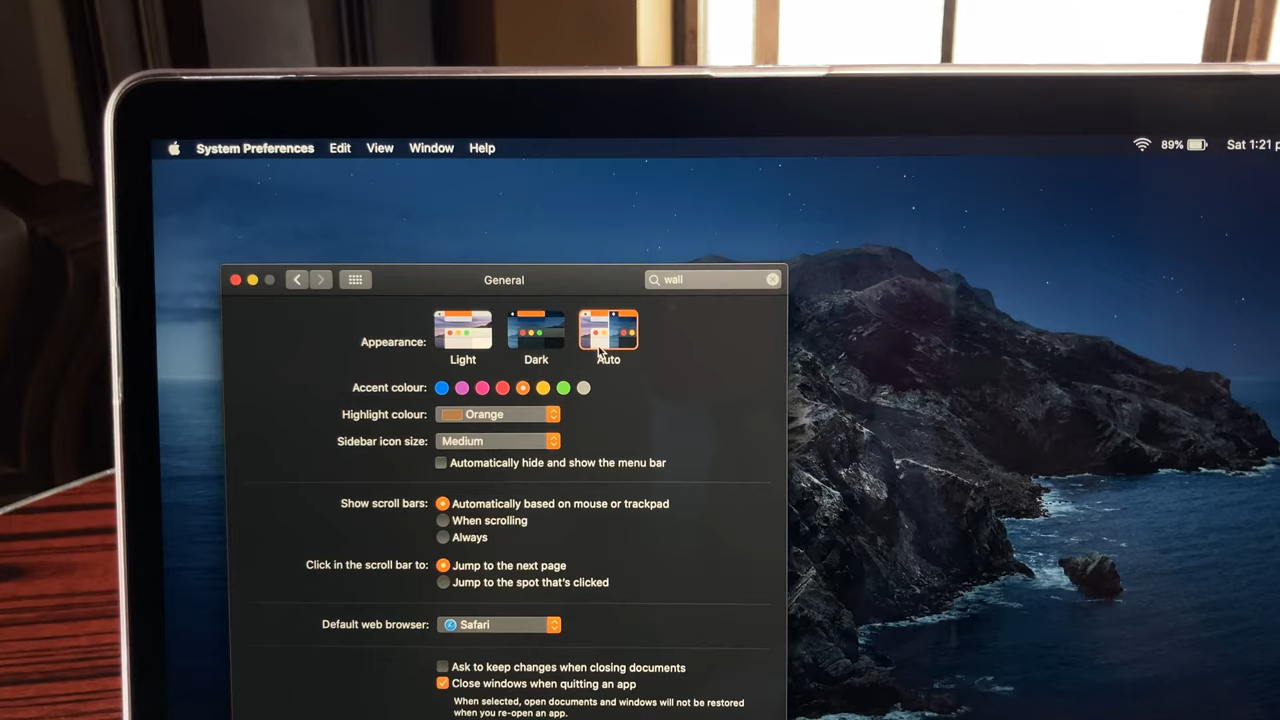 System Preferences Edit View Window Help
89% Sat 1:21 p
General
wall
Appearance:
Light Dark Auto
Accent colour:
Highlight colour: Orange
Sidebar icon size: Medium
Automatically hide and show the menu bar
Show scroll bars: Automatically based on mouse or trackpad
When scrolling
Always
Click in the scroll bar to: Jump to the next page
Jump to the spot that's clicked
Default web browser: Safari
Ask to keep changes when closing documents
Close windows when quitting an app
When selected, open documents and windows will not be restored
when you re-open an app.